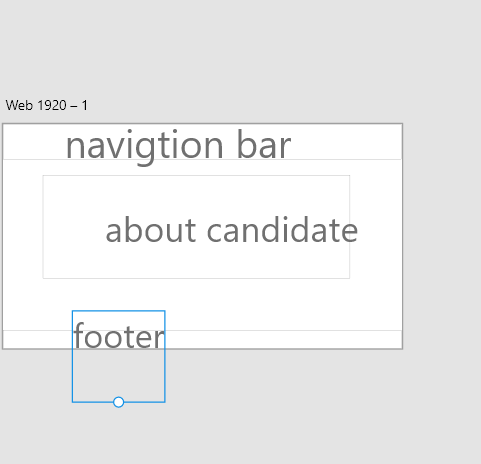 Web 1920 – 1
navigtion bar
about candidate
footer